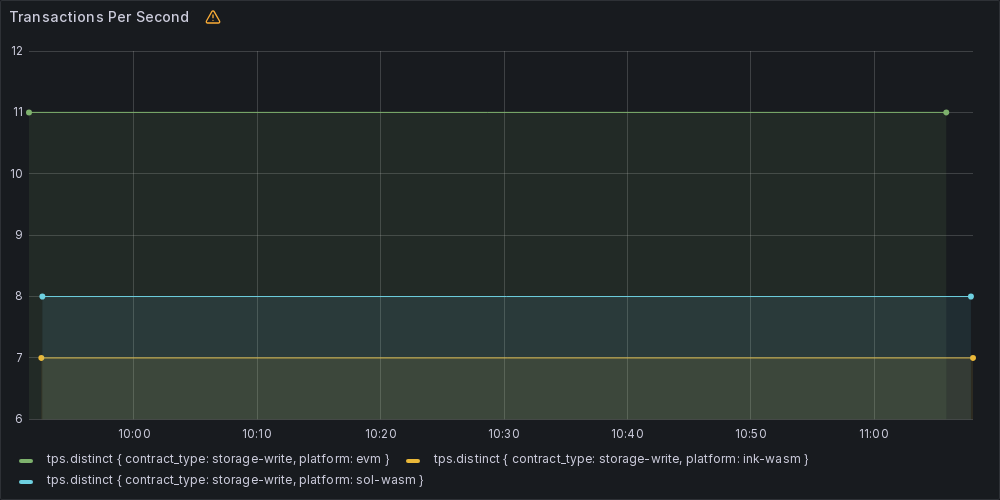 Transactions Per Second
12
11
10
9
8
7
6
10:00 10:10 10:20 10:30 10:40 10:50 11:00
tps.distinct { contract_type: storage-write, platform: evm } tps.distinct { contract_type: storage-write, platform: ink-wasm }
tps.distinct { contract_type: storage-write, platform: sol-wasm }